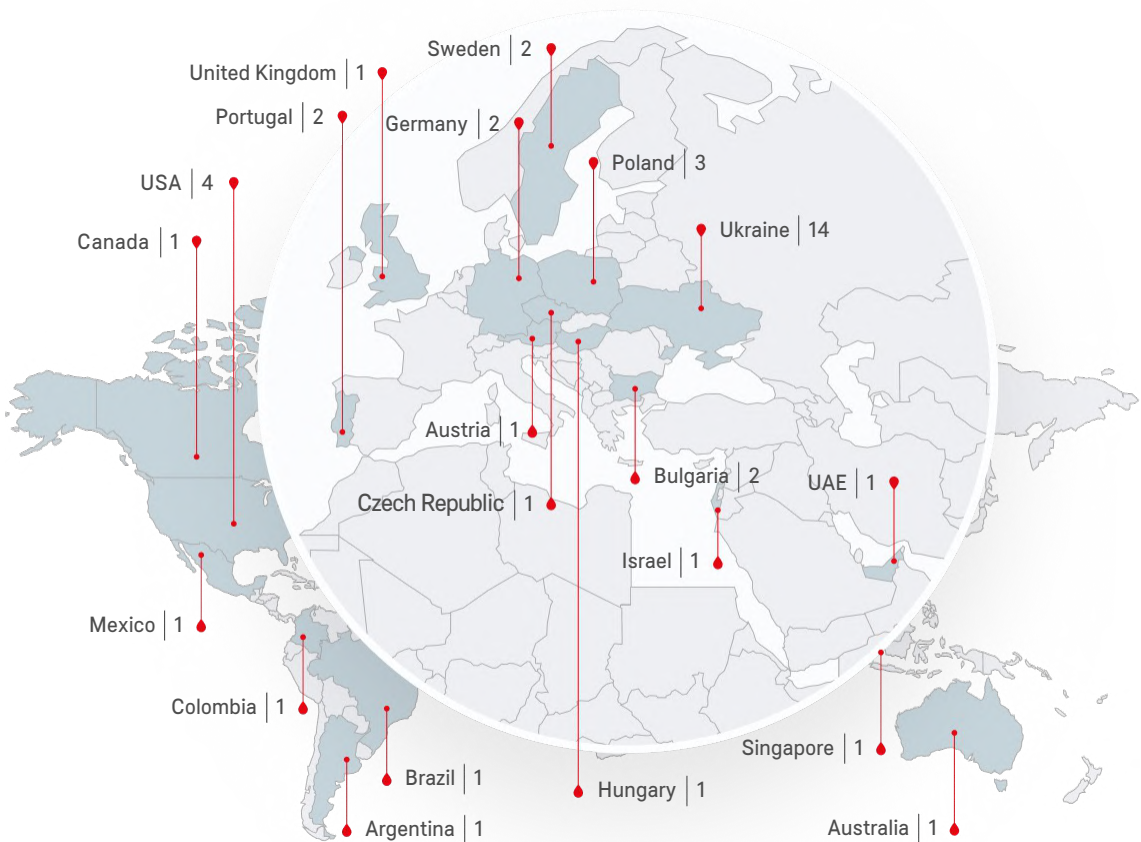 Sweden | 2
United Kingdom | 1
Portugal | 2
Germany | 2
Poland | 3
USA | 4
Ukraine | 14
Canada | 1
Austria | 1
Bulgaria | 2
UAE | 1
Czech Republic | 1
Israel | 1
Mexico | 1
Colombia | 1
Singapore | 1
Brazil | 1
Hungary | 1
Argentina | 1
Australia | 1